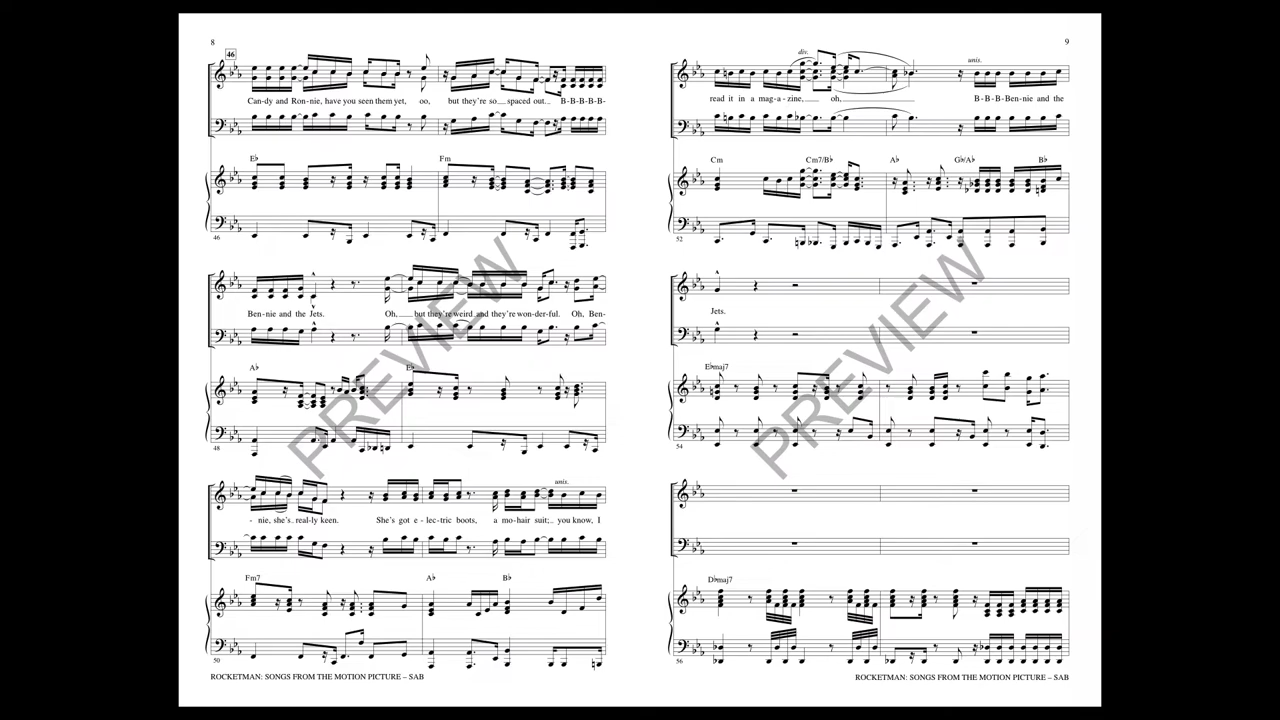 8
46
Can-dy and Ron-nie, have you seen them yet, oo, but they're so spaced out. B-B-B-B-B-
E♭ Fm
46
Ben-nie and the Jets. Oh, but they're weird and they're won-der-ful. Oh, Ben-
A♭ E♭
48
unis.
-nie, she's real-ly keen. She's got e-lec-tric boots, a mo-hair suit; you know, I
Fm7 A♭ B♭
50
ROCKETMAN: SONGS FROM THE MOTION PICTURE – SAB
PREVIEW
9
div. unis.
read it in a mag-a-zine, oh, B-B-B-Ben-nie and the
Cm Cm7/B♭ A♭ G♭/A♭ B♭
52
Jets.
E♭maj7
54
D♭maj7
56
ROCKETMAN: SONGS FROM THE MOTION PICTURE – SAB
PREVIEW